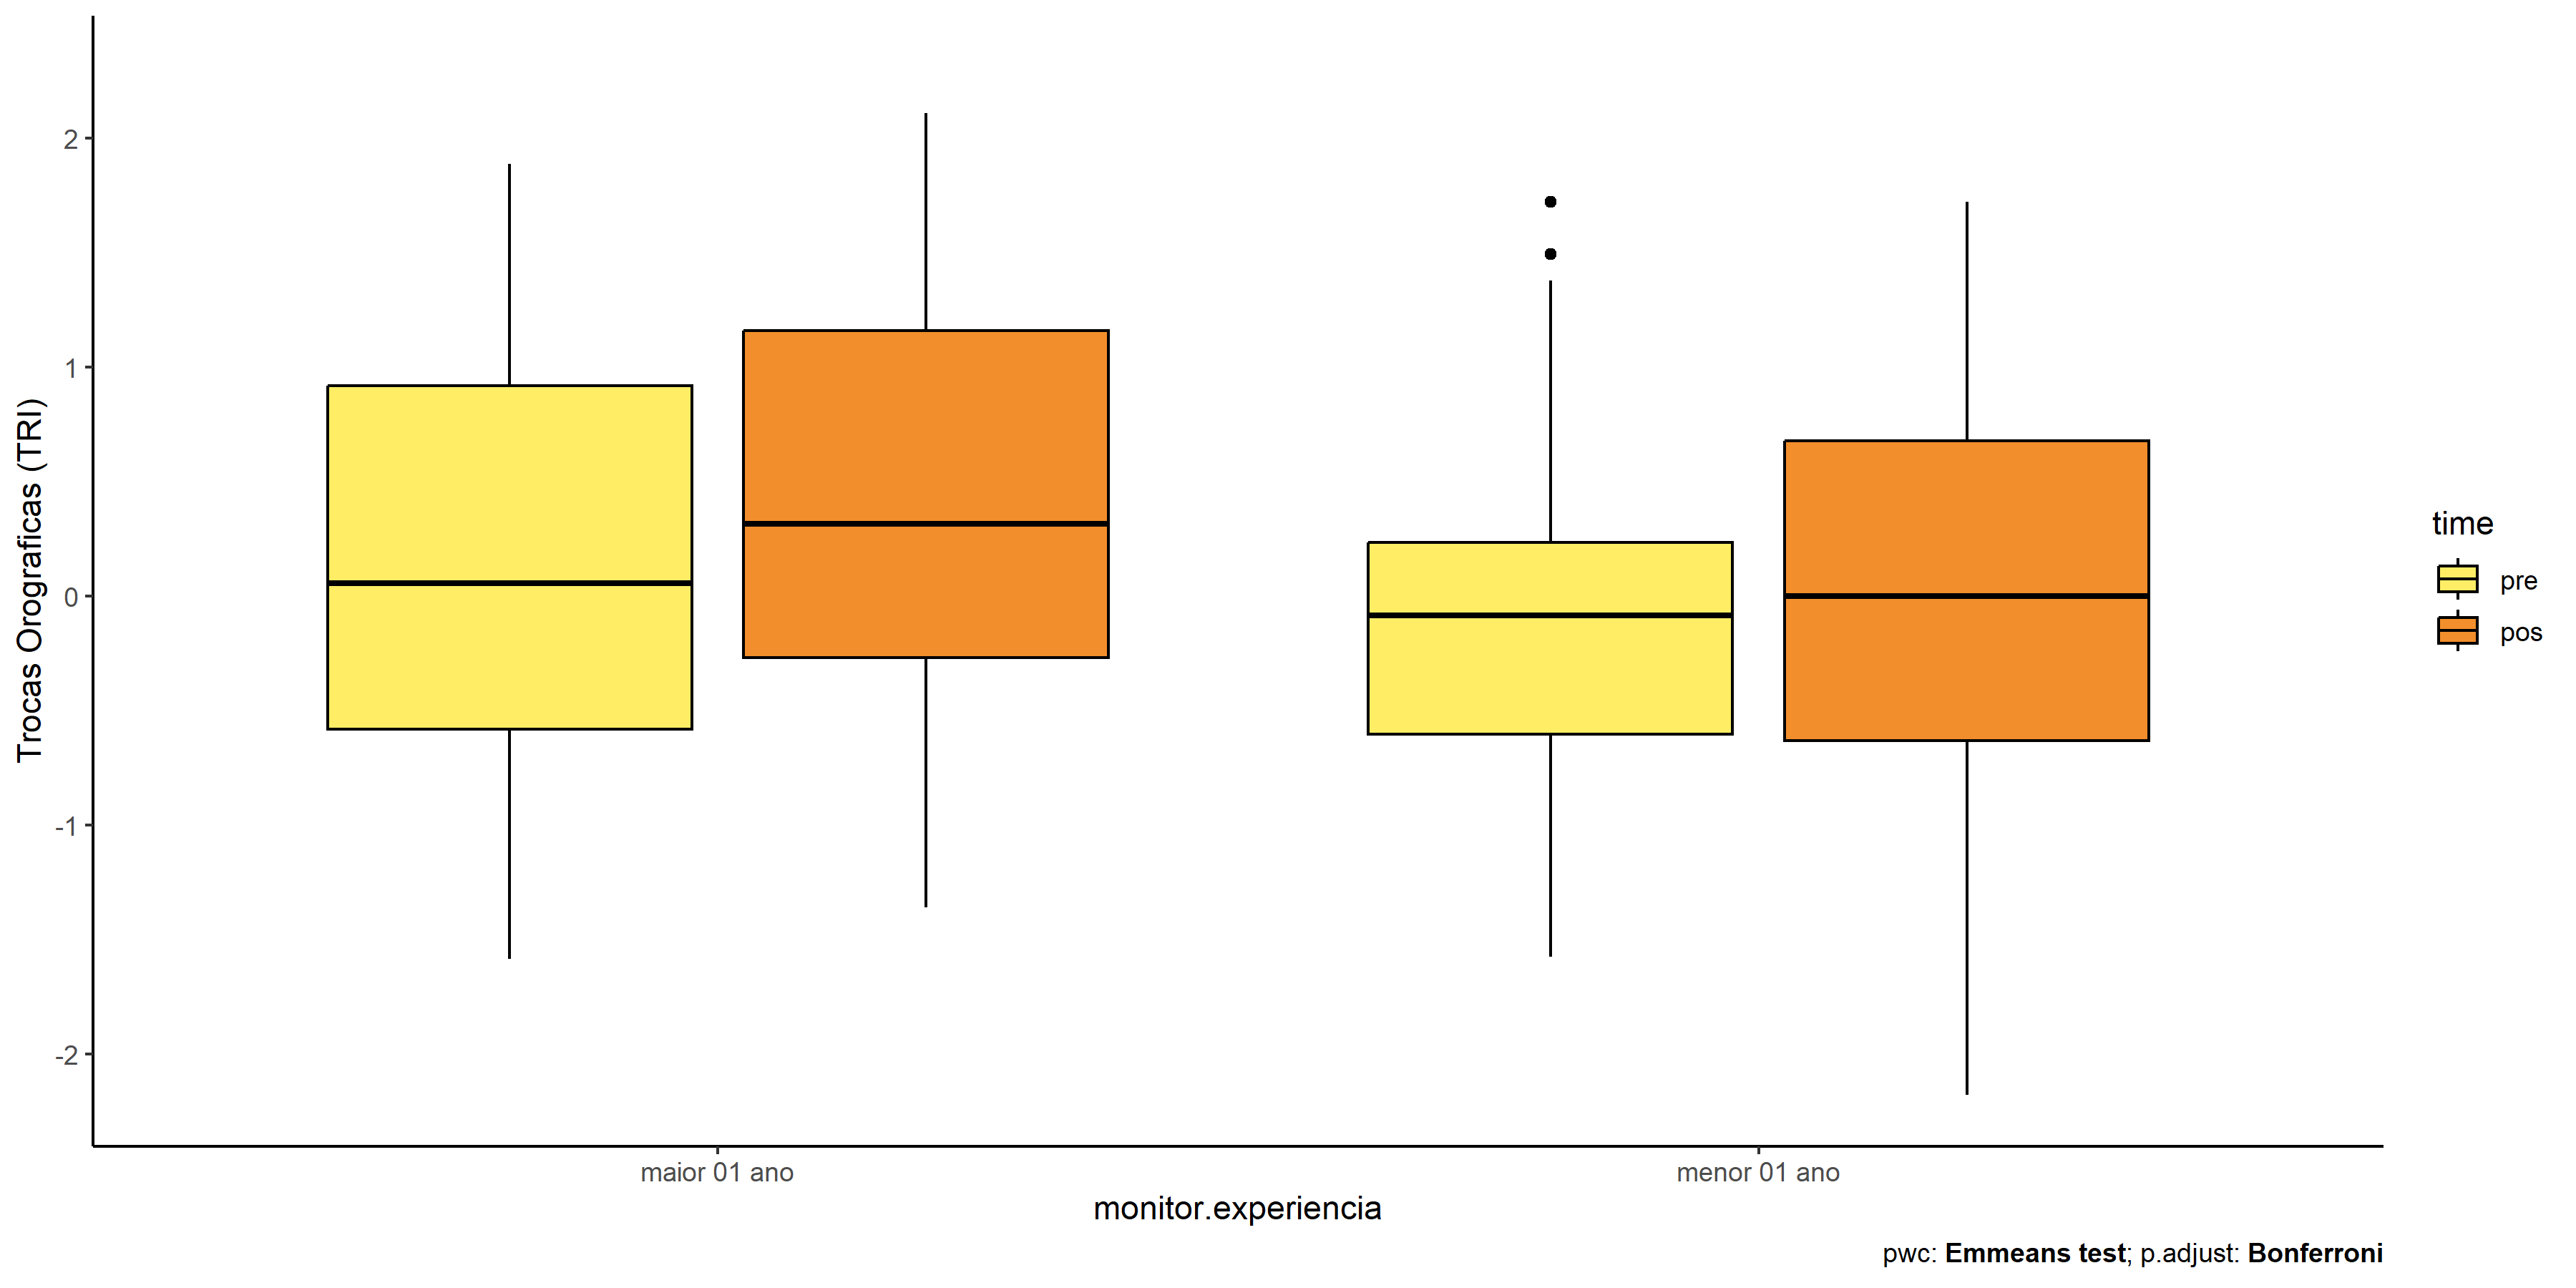 Trocas Orograficas (TRI)
2
1
0
-1
-2
maior 01 ano
menor 01 ano
monitor.experiencia
time
pre
pos
pwc: Emmeans test; p.adjust: Bonferroni